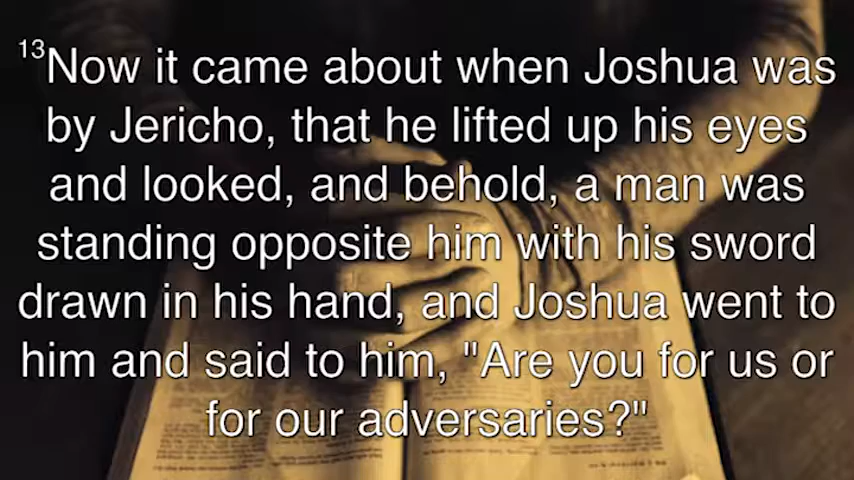 13Now it came about when Joshua was
by Jericho, that he lifted up his eyes
and looked, and behold, a man was
standing opposite him with his sword
drawn in his hand, and Joshua went to
him and said to him, "Are you for us or
for our adversaries?"